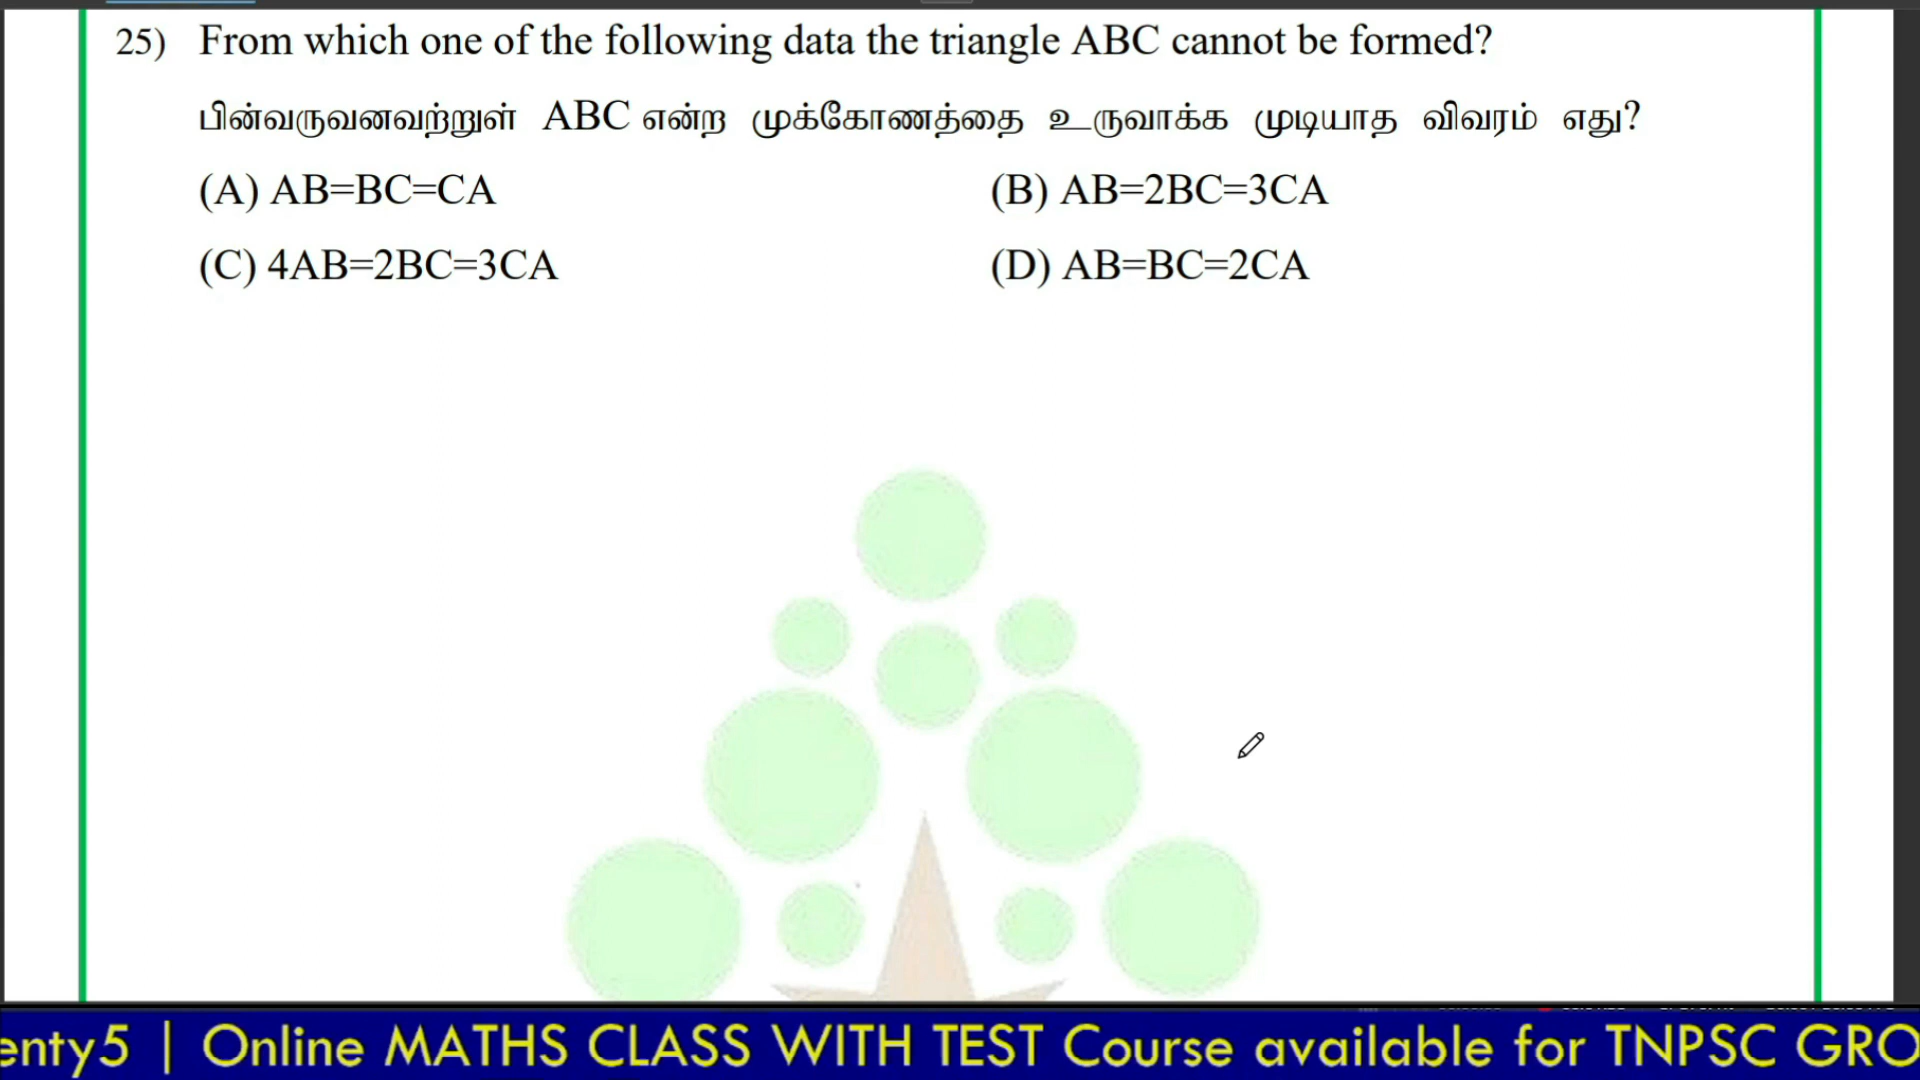 25) From which one of the following data the triangle ABC cannot be formed?
பின்வருவனவற்றுள் ABC என்ற முக்கோணத்தை உருவாக்க முடியாத விவரம் எது?
(A) AB=BC=CA (B) AB=2BC=3CA
(C) 4AB=2BC=3CA (D) AB=BC=2CA
enty5 | Online MATHS CLASS WITH TEST Course available for TNPSC GRO